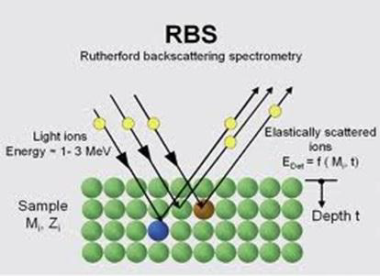 RBS
Rutherford backscattering spectrometry
Light ions
Energy ≈ 1- 3 MeV
Elastically scattered
ions
E_Det = f ( M_i, t)
Sample
M_i, Z_i
Depth t